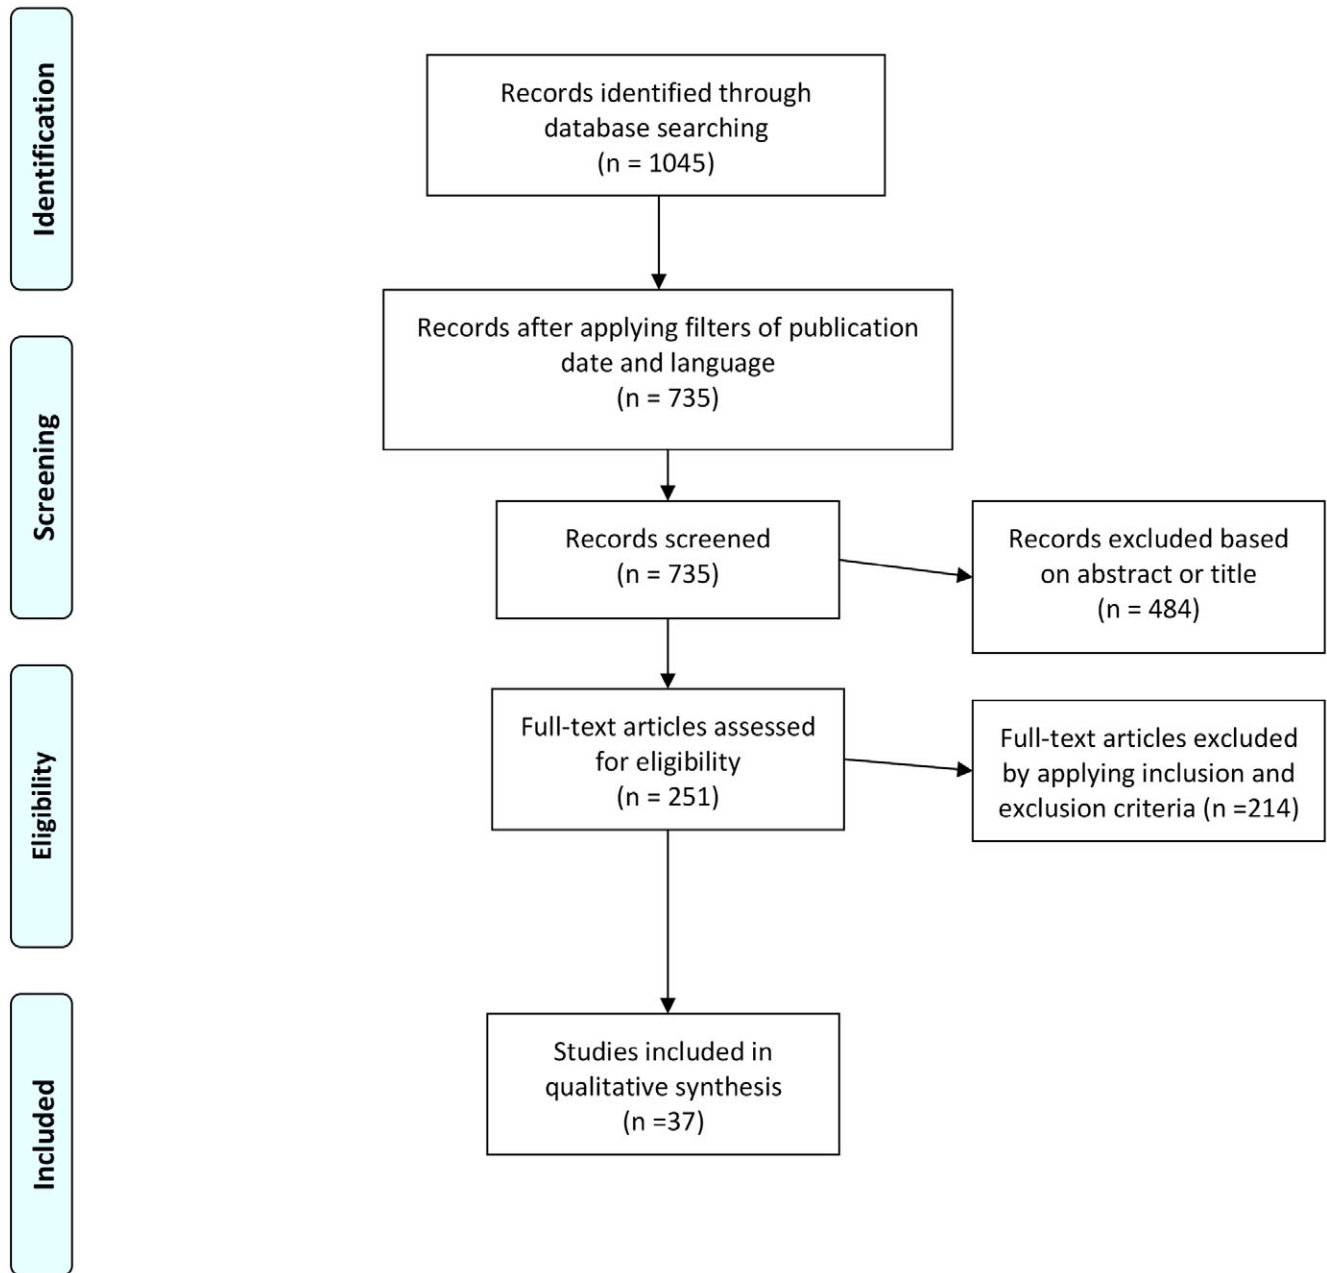 Identification
Records identified through
database searching
(n = 1045)
Records after applying filters of publication
date and language
(n = 735)
Screening
Records screened
(n = 735)
Records excluded based
on abstract or title
(n = 484)
Eligibility
Full-text articles assessed
for eligibility
(n = 251)
Full-text articles excluded
by applying inclusion and
exclusion criteria (n =214)
Included
Studies included in
qualitative synthesis
(n =37)